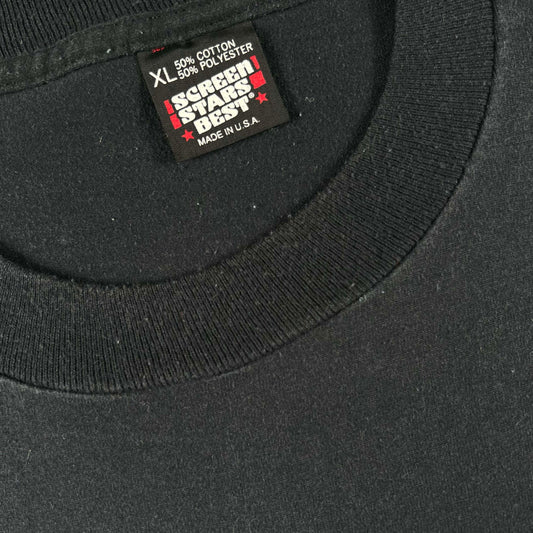 XL 50% COTTON
50% POLYESTER
SCREEN
STARS
BEST®
MADE IN U.S.A.